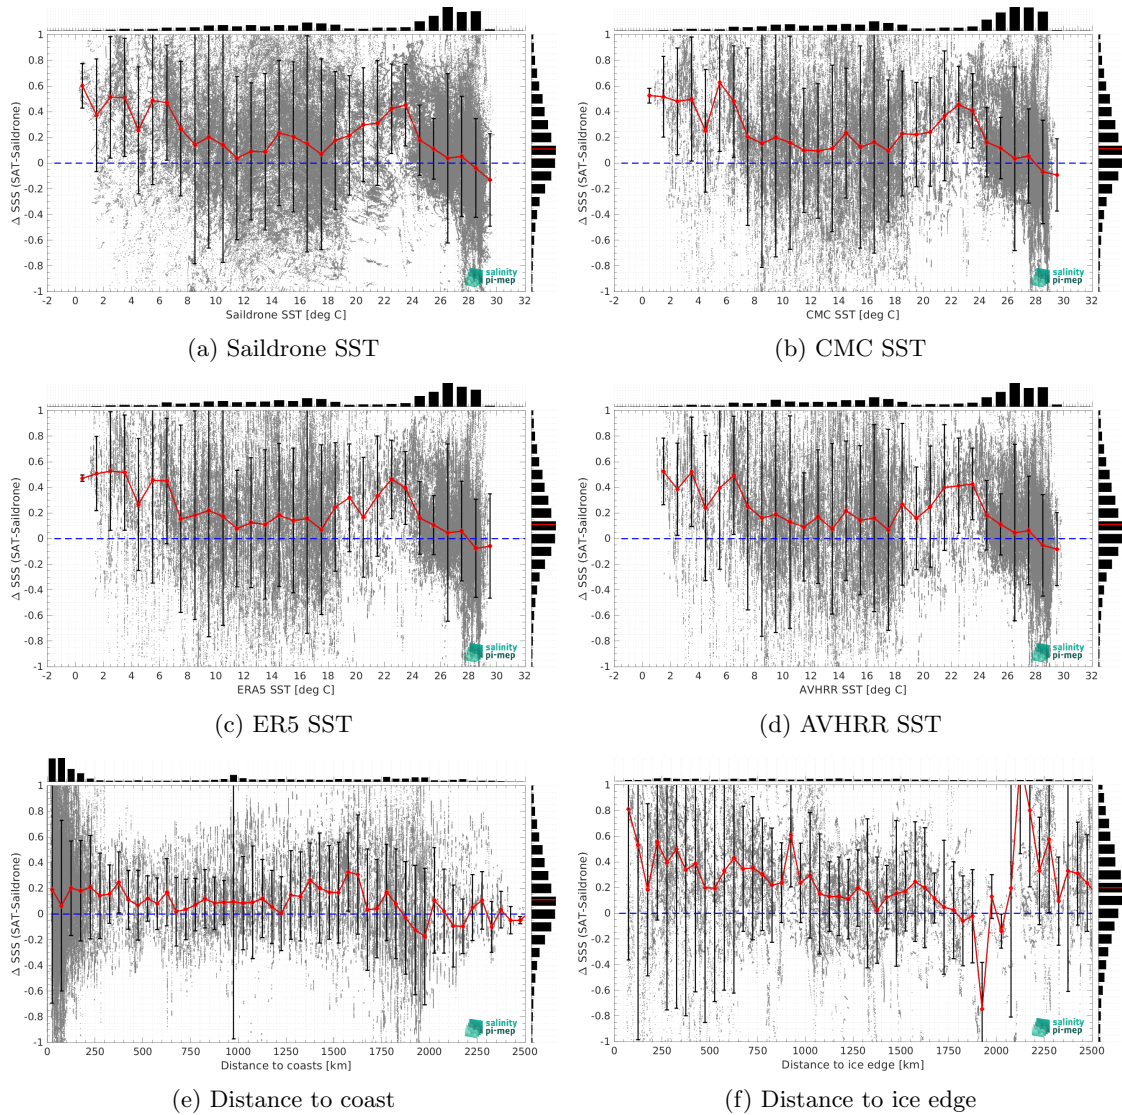 1
0.8
0.6
0.4
0.2
0
-0.2
-0.4
-0.6
-0.8
-1
Δ SSS (SAT-Saildrone)
-2 0 2 4 6 8 10 12 14 16 18 20 22 24 26 28 30 32
Saildrone SST [deg C]
salinity
pi-mep
(a) Saildrone SST
1
0.8
0.6
0.4
0.2
0
-0.2
-0.4
-0.6
-0.8
-1
Δ SSS (SAT-Saildrone)
-2 0 2 4 6 8 10 12 14 16 18 20 22 24 26 28 30 32
CMC SST [deg C]
salinity
pi-mep
(b) CMC SST
1
0.8
0.6
0.4
0.2
0
-0.2
-0.4
-0.6
-0.8
-1
Δ SSS (SAT-Saildrone)
-2 0 2 4 6 8 10 12 14 16 18 20 22 24 26 28 30 32
ERA5 SST [deg C]
salinity
pi-mep
(c) ER5 SST
1
0.8
0.6
0.4
0.2
0
-0.2
-0.4
-0.6
-0.8
-1
Δ SSS (SAT-Saildrone)
-2 0 2 4 6 8 10 12 14 16 18 20 22 24 26 28 30 32
AVHRR SST [deg C]
salinity
pi-mep
(d) AVHRR SST
1
0.8
0.6
0.4
0.2
0
-0.2
-0.4
-0.6
-0.8
-1
Δ SSS (SAT-Saildrone)
0 250 500 750 1000 1250 1500 1750 2000 2250 2500
Distance to coasts [km]
salinity
pi-mep
(e) Distance to coast
1
0.8
0.6
0.4
0.2
0
-0.2
-0.4
-0.6
-0.8
-1
Δ SSS (SAT-Saildrone)
0 250 500 750 1000 1250 1500 1750 2000 2250 2500
Distance to ice edge [km]
salinity
pi-mep
(f) Distance to ice edge